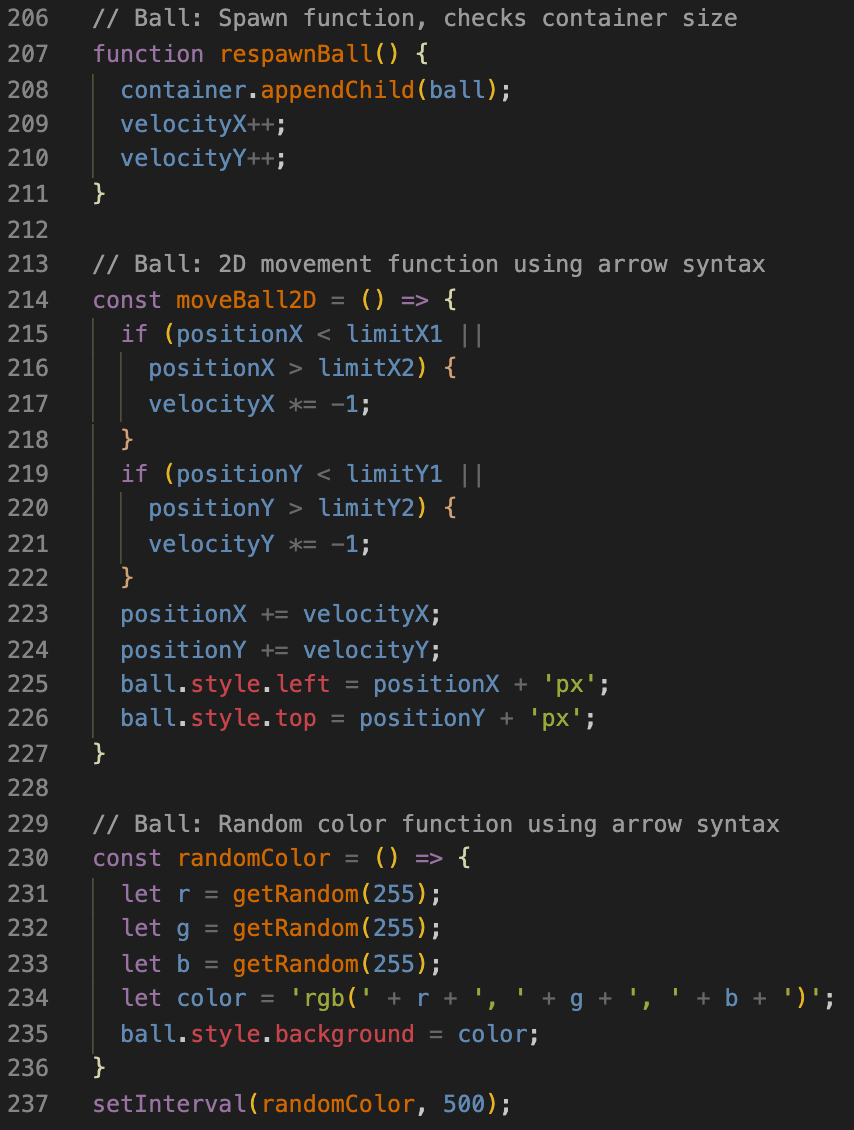 206 // Ball: Spawn function, checks container size
207 function respawnBall() {
208   container.appendChild(ball);
209   velocityX++;
210   velocityY++;
211 }
212
213 // Ball: 2D movement function using arrow syntax
214 const moveBall2D = () => {
215   if (positionX < limitX1 ||
216     positionX > limitX2) {
217     velocityX *= -1;
218   }
219   if (positionY < limitY1 ||
220     positionY > limitY2) {
221     velocityY *= -1;
222   }
223   positionX += velocityX;
224   positionY += velocityY;
225   ball.style.left = positionX + 'px';
226   ball.style.top = positionY + 'px';
227 }
228
229 // Ball: Random color function using arrow syntax
230 const randomColor = () => {
231   let r = getRandom(255);
232   let g = getRandom(255);
233   let b = getRandom(255);
234   let color = 'rgb(' + r + ', ' + g + ', ' + b + ')';
235   ball.style.background = color;
236 }
237 setInterval(randomColor, 500);